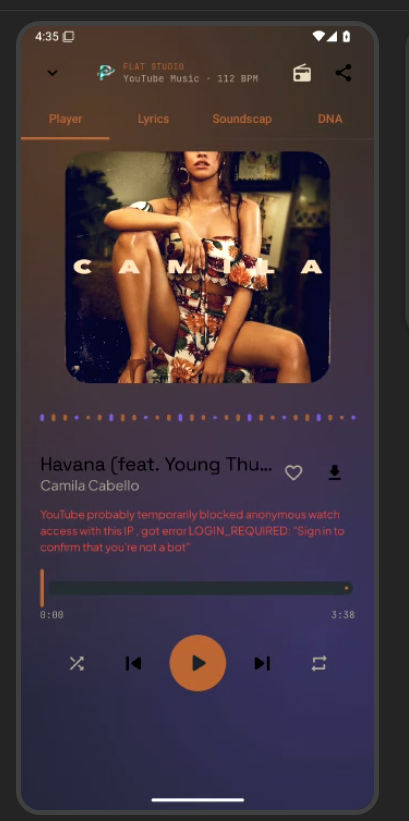 4:35
FLAT STUDIO
YouTube Music · 112 BPM
Player
Lyrics
Soundscap
DNA
CAMILA
Havana (feat. Young Thu...
Camila Cabello
YouTube probably temporarily blocked anonymous watch
access with this IP , got error LOGIN_REQUIRED: "Sign in to
confirm that you're not a bot"
0:00
3:38